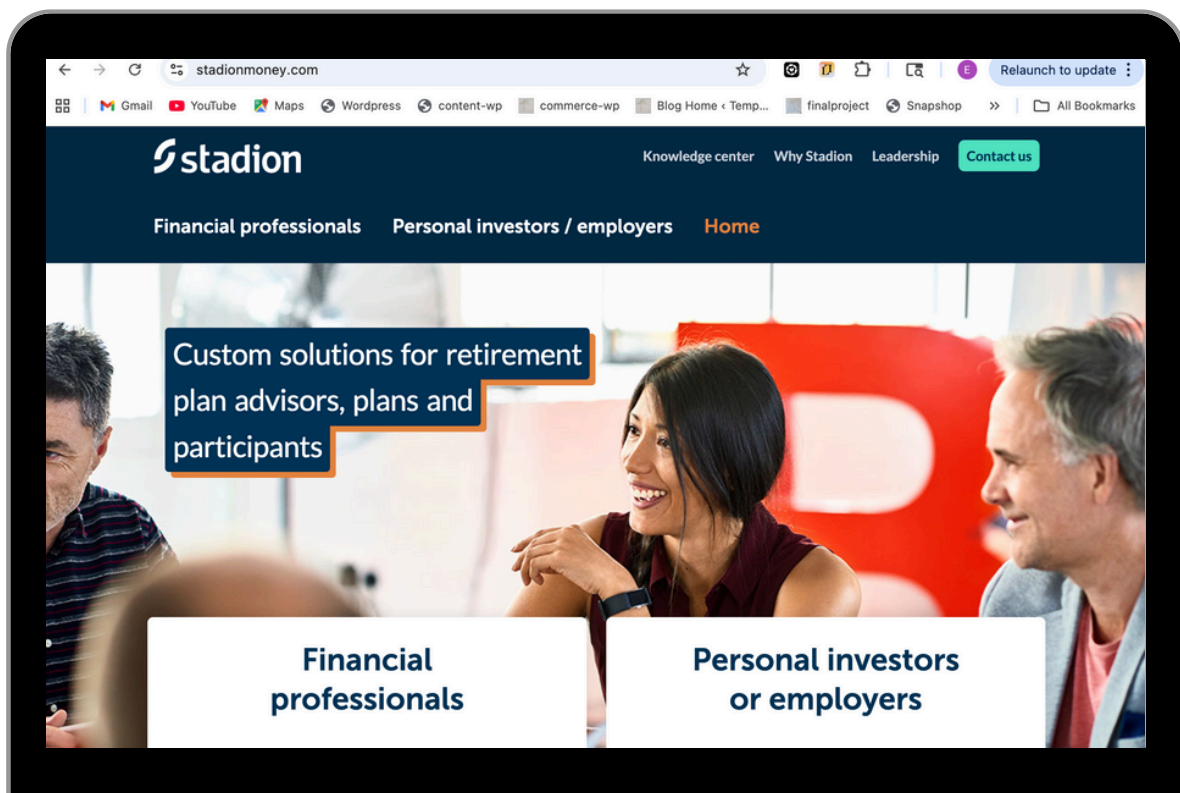 stadionmoney.com
Relaunch to update
E
Gmail YouTube Maps Wordpress content-wp commerce-wp Blog Home ‹ Temp... finalproject Snapshop » All Bookmarks
stadion
Knowledge center Why Stadion Leadership Contact us
Financial professionals Personal investors / employers Home
Custom solutions for retirement
plan advisors, plans and
participants
Financial
professionals
Personal investors
or employers